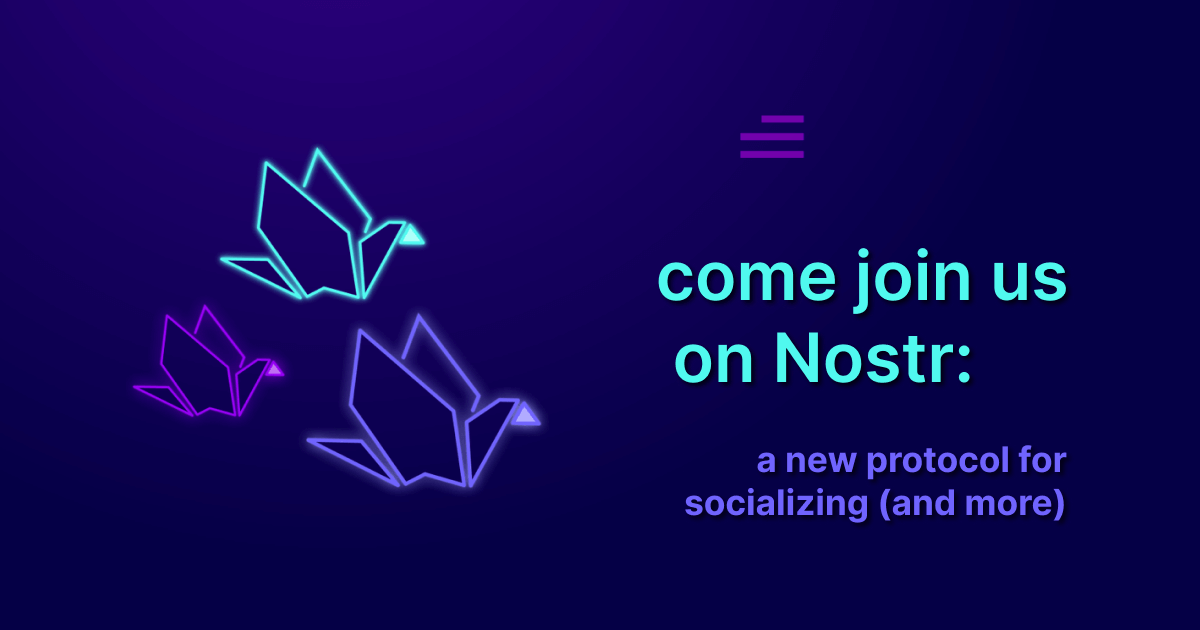 come join us
on Nostr:
a new protocol for
socializing (and more)